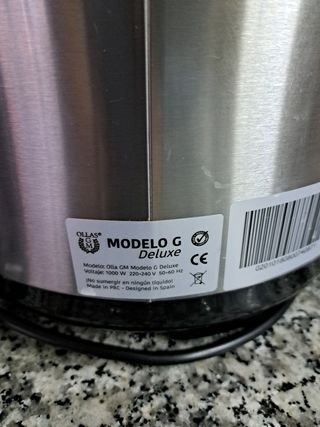 OLLAS
GM
MODELO G
Deluxe
Modelo: Olla GM Modelo G Deluxe
Voltaje: 1000 W 220-240 V 50-60 Hz
¡No sumergir en ningún líquido!
Made in PRC - Designed in Spain
CE